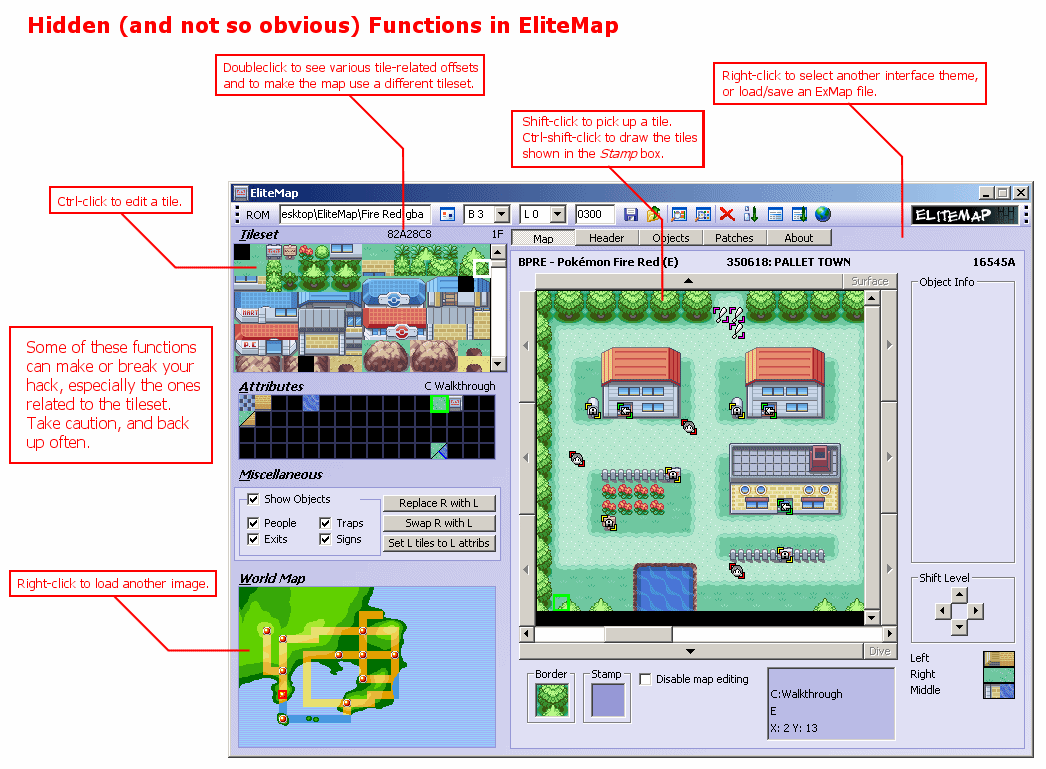 Hidden (and not so obvious) Functions in EliteMap
Doubleclick to see various tile-related offsets
and to make the map use a different tileset.
Right-click to select another interface theme,
or load/save an ExMap file.
Shift-click to pick up a tile.
Ctrl-shift-click to draw the tiles
shown in the Stamp box.
Ctrl-click to edit a tile.
Some of these functions
can make or break your
hack, especially the ones
related to the tileset.
Take caution, and back
up often.
Right-click to load another image.
EliteMap
ROM esktop\EliteMap\Fire Red.gba B 3 L 0 0300 ELITEMAP
Tileset 82A28C8 1F
Map Header Objects Patches About
BPRE - Pokémon Fire Red (E) 350618: PALLET TOWN 16545A
Surface
Object Info
MART
P.C
Attributes C Walkthrough
Miscellaneous
Show Objects
People Traps
Exits Signs
Replace R with L
Swap R with L
Set L tiles to L attribs
World Map
Shift Level
Dive
Left
Right
Middle
Border Stamp Disable map editing
C:Walkthrough
E
X: 2 Y: 13